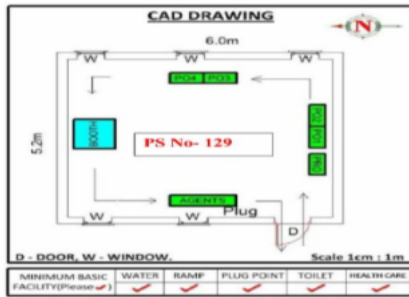 CAD DRAWING
N
6.0m
W W W
PO4 PO3
5.2m
BOOTH
PS No- 129
PO2 PO1
PRO
AGENTS
Plug
W W
D
D - DOOR, W - WINDOW. Scale 1cm : 1m
MINIMUM BASIC FACILITY(Please✓) WATER RAMP PLUG POINT TOILET HEALTH CARE
✓ ✓ ✓ ✓ ✓